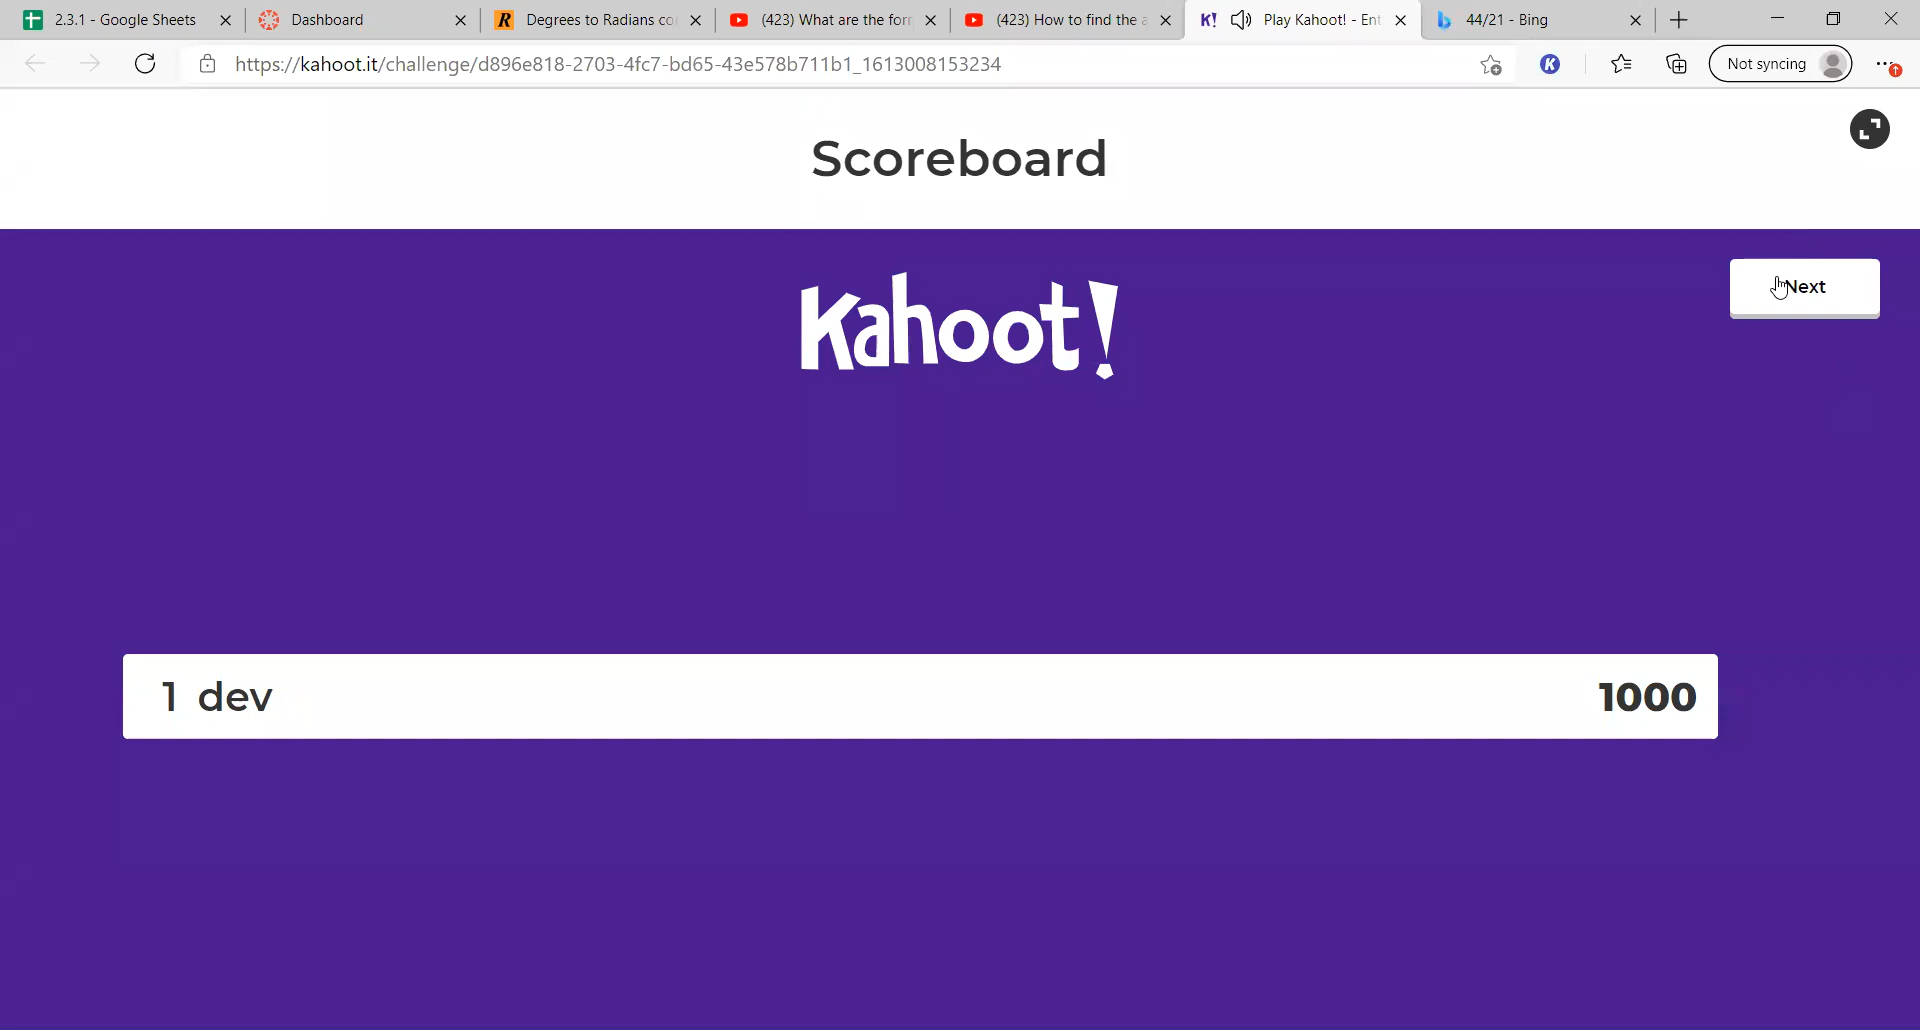 2.3.1 - Google Sheets
Dashboard
Degrees to Radians co
(423) What are the for
(423) How to find the a
Play Kahoot! - Ent
44/21 - Bing
https://kahoot.it/challenge/d896e818-2703-4fc7-bd65-43e578b711b1_1613008153234
Not syncing
Scoreboard
Next
Kahoot!
1 dev 1000